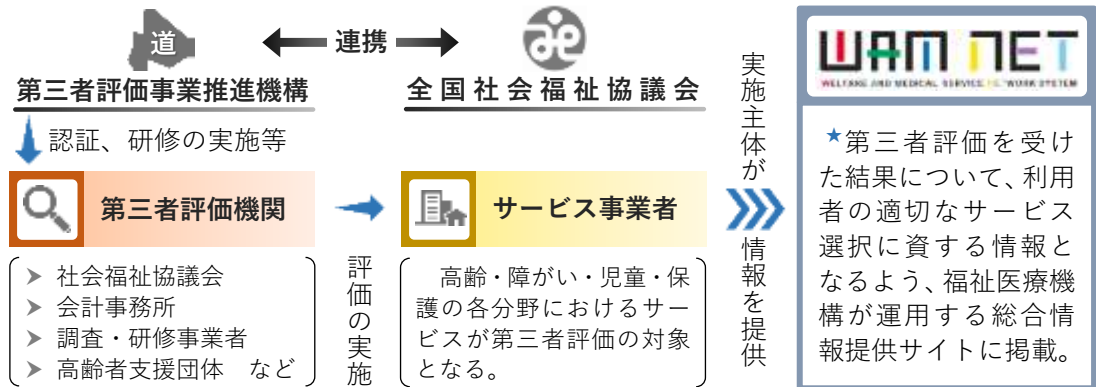 道
連携
第三者評価事業推進機構
全国社会福祉協議会
認証、研修の実施等
第三者評価機関
社会福祉協議会
会計事務所
調査・研修事業者
高齢者支援団体　など
評価の実施
サービス事業者
高齢・障がい・児童・保
護の各分野におけるサー
ビスが第三者評価の対象
となる。
実施主体が
情報を提供
WAM NET
WELFARE AND MEDICAL SERVICE NETWORK SYSTEM
★第三者評価を受け
た結果について、利用
者の適切なサービス
選択に資する情報と
なるよう、福祉医療機
構が運用する総合情
報提供サイトに掲載。